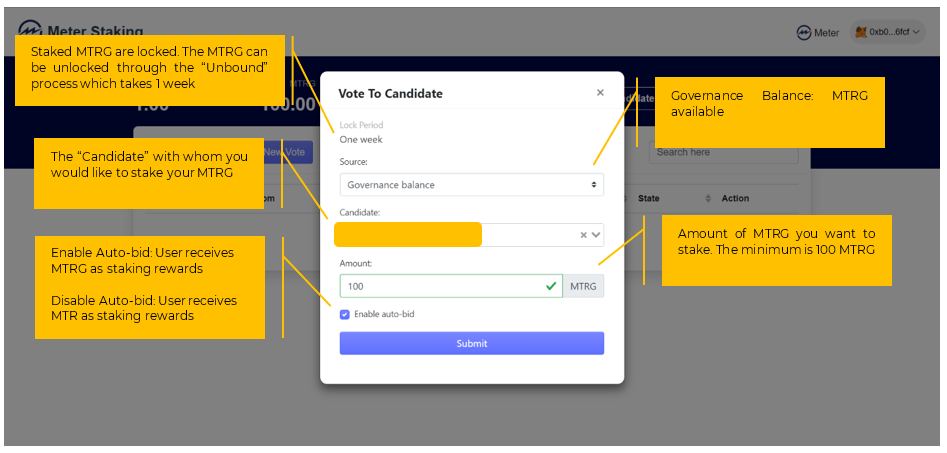 Meter Staking
Meter
0xb0...6fcf
Staked MTRG are locked. The MTRG can
be unlocked through the “Unbound”
process which takes 1 week
MTRG
1.00
100.00
Vote To Candidate
Lock Period
One week
Source:
Governance balance
Candidate:
Amount:
100
MTRG
Enable auto-bid
Submit
Governance Balance: MTRG
available
The “Candidate” with whom you
would like to stake your MTRG
New Vote
Search here
State
Action
Amount of MTRG you want to
stake. The minimum is 100 MTRG
Enable Auto-bid: User receives
MTRG as staking rewards
Disable Auto-bid: User receives
MTR as staking rewards